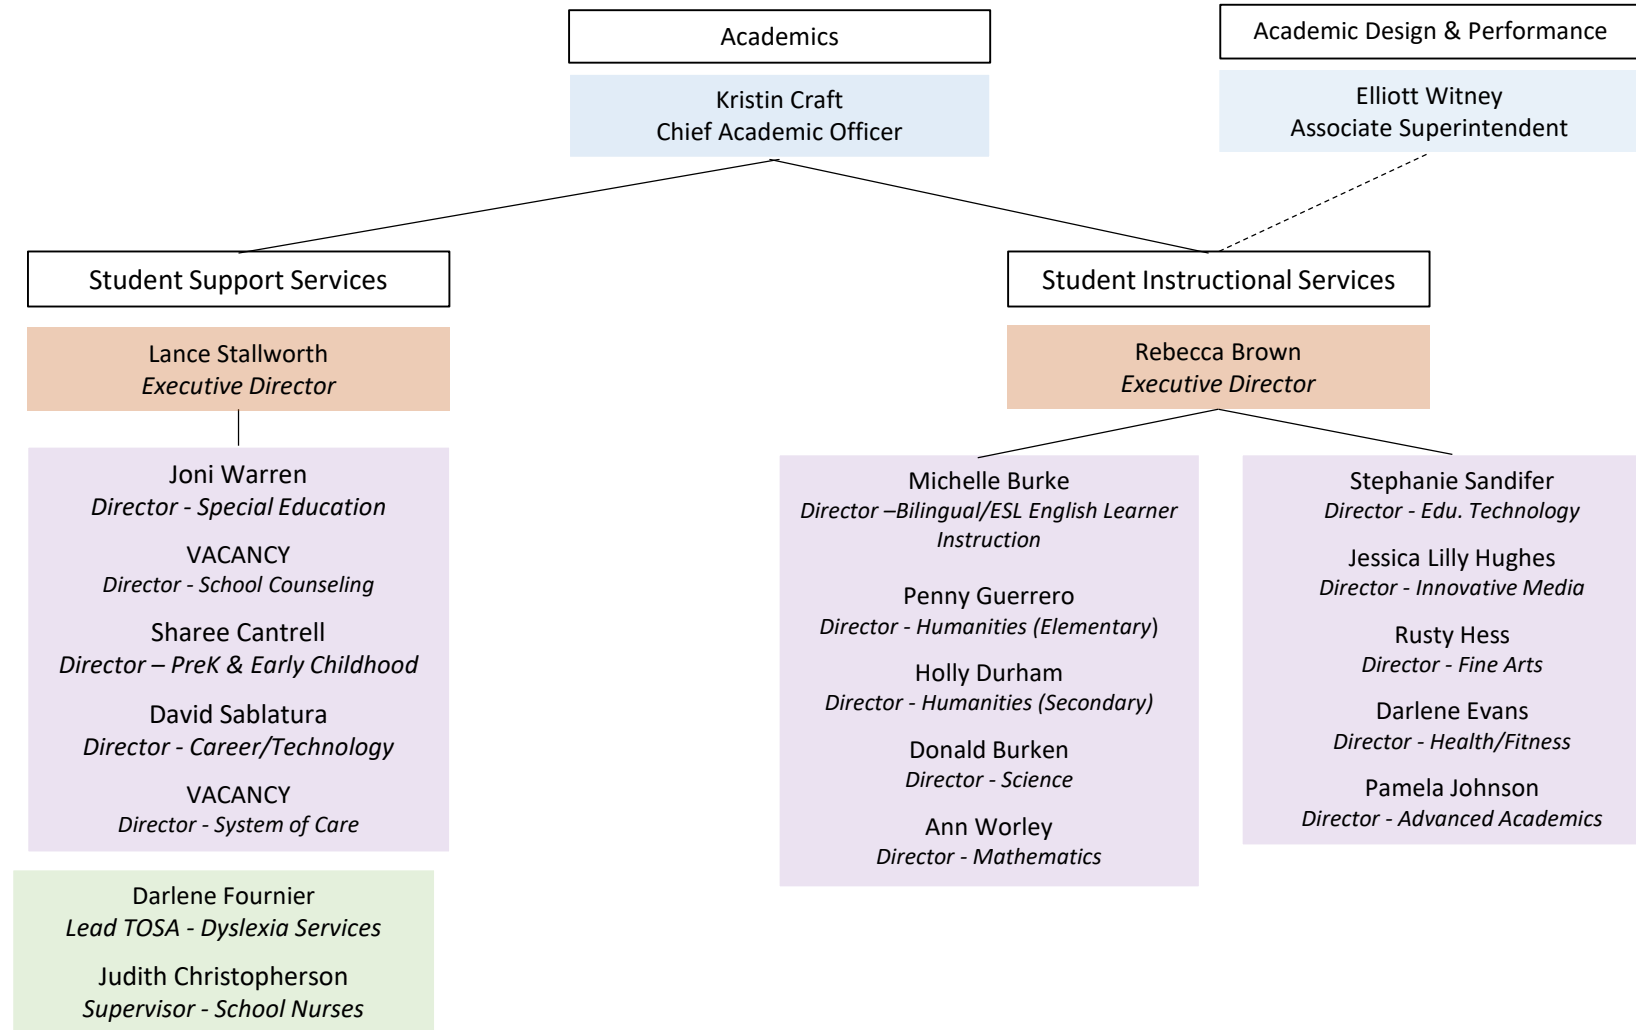 Academics
Kristin Craft
Chief Academic Officer
Academic Design & Performance
Elliott Witney
Associate Superintendent
Student Support Services
Lance Stallworth
Executive Director
Joni Warren
Director - Special Education
VACANCY
Director - School Counseling
Sharee Cantrell
Director – PreK & Early Childhood
David Sablatura
Director - Career/Technology
VACANCY
Director - System of Care
Darlene Fournier
Lead TOSA - Dyslexia Services
Judith Christopherson
Supervisor - School Nurses
Student Instructional Services
Rebecca Brown
Executive Director
Michelle Burke
Director –Bilingual/ESL English Learner
Instruction
Penny Guerrero
Director - Humanities (Elementary)
Holly Durham
Director - Humanities (Secondary)
Donald Burken
Director - Science
Ann Worley
Director - Mathematics
Stephanie Sandifer
Director - Edu. Technology
Jessica Lilly Hughes
Director - Innovative Media
Rusty Hess
Director - Fine Arts
Darlene Evans
Director - Health/Fitness
Pamela Johnson
Director - Advanced Academics